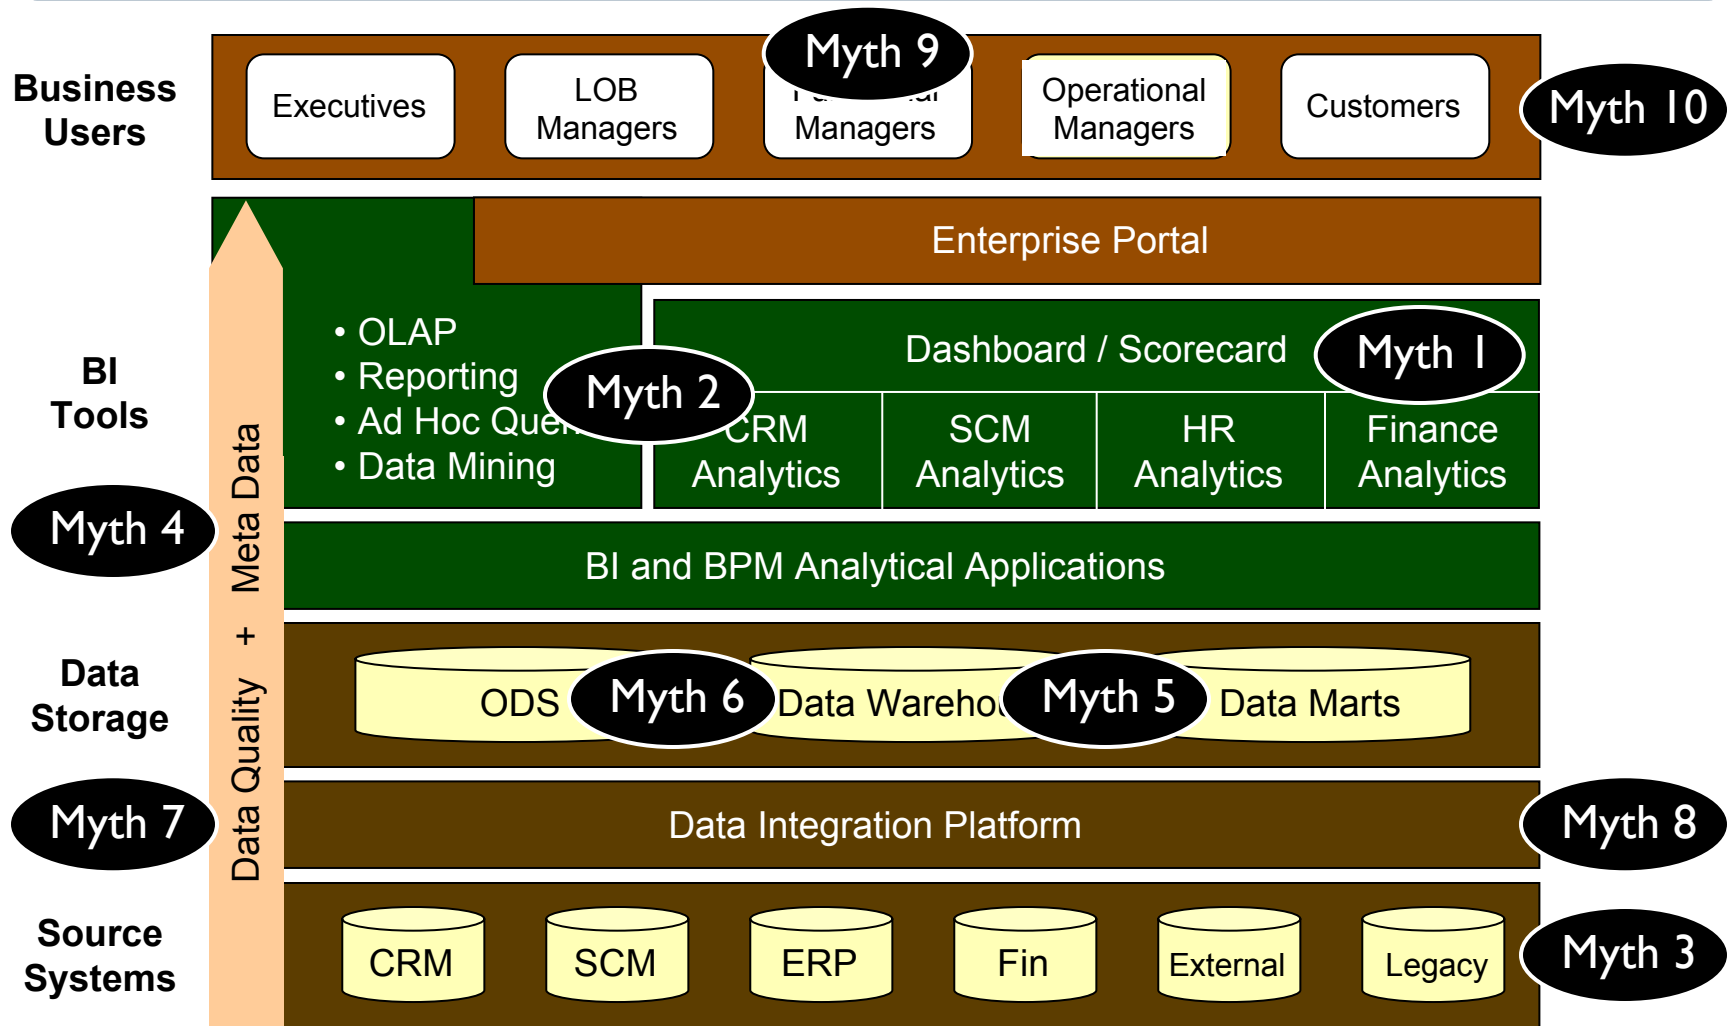 Myth 9
Business
Users
Executives
LOB
Managers
Managers
Operational
Managers
Customers
Myth 10
Enterprise Portal
BI
Tools
• OLAP
• Reporting
• Ad Hoc
• Data Mining
Myth 2
Dashboard / Scorecard
Myth 1
CRM
Analytics
SCM
Analytics
HR
Analytics
Finance
Analytics
Myth 4
BI and BPM Analytical Applications
Data Quality + Meta Data
Data
Storage
ODS
Myth 6
Data
Myth 5
Data Marts
Myth 7
Data Integration Platform
Myth 8
Source
Systems
CRM
SCM
ERP
Fin
External
Legacy
Myth 3